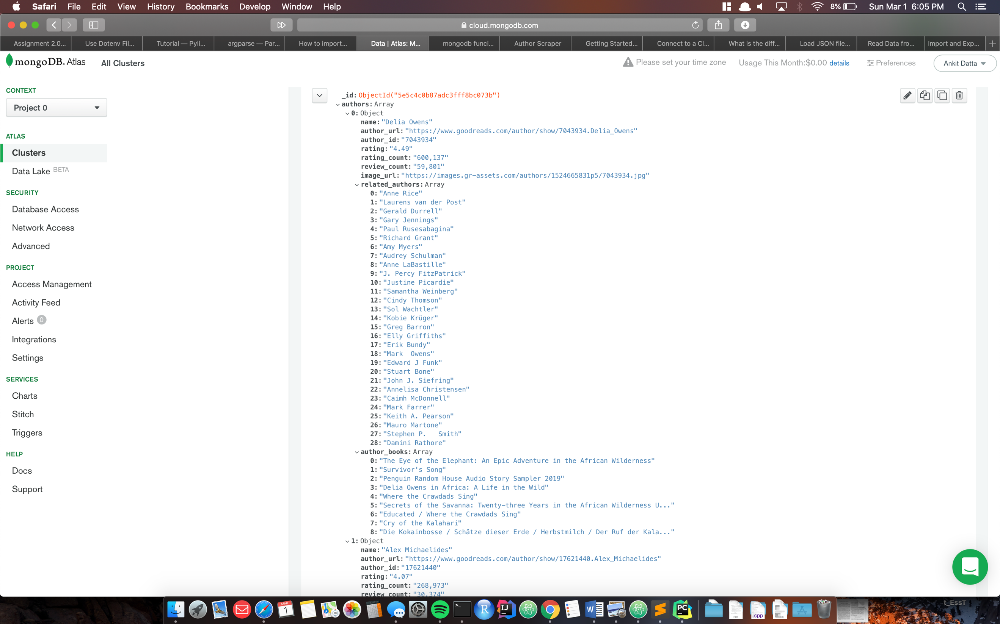 Safari File Edit View History Bookmarks Develop Window Help 8% Sun Mar 1 6:05 PM
cloud.mongodb.com
Assignment 2.0... Use Dotenv Fil... Tutorial — Pyli... argparse — Par... How to import... Data | Atlas: M... mongodb funci... Author Scraper Getting Started... Connect to a Cl... What is the diff... Load JSON file... Read Data fro... Import and Exp...
mongoDB. Atlas All Clusters Please set your time zone Usage This Month:$0.00 details Preferences Ankit Datta
CONTEXT
Project 0
ATLAS
Clusters
Data Lake BETA
SECURITY
Database Access
Network Access
Advanced
PROJECT
Access Management
Activity Feed
Alerts 0
Integrations
Settings
SERVICES
Charts
Stitch
Triggers
HELP
Docs
Support
_id: ObjectId("5e5c4c0b87adc3fff8bc073b")
authors: Array
0: Object
name: "Delia Owens"
author_url: "https://www.goodreads.com/author/show/7043934.Delia_Owens"
author_id: "7043934"
rating: "4.49"
rating_count: "600,137"
review_count: "59,801"
image_url: "https://images.gr-assets.com/authors/1524665831p5/7043934.jpg"
related_authors: Array
0: "Anne Rice"
1: "Laurens van der Post"
2: "Gerald Durrell"
3: "Gary Jennings"
4: "Paul Rusesabagina"
5: "Richard Grant"
6: "Amy Myers"
7: "Audrey Schulman"
8: "Anne LaBastille"
9: "J. Percy FitzPatrick"
10: "Justine Picardie"
11: "Samantha Weinberg"
12: "Cindy Thomson"
13: "Sol Wachtler"
14: "Kobie Krüger"
15: "Greg Barron"
16: "Elly Griffiths"
17: "Erik Bundy"
18: "Mark  Owens"
19: "Edward J Funk"
20: "Stuart Bone"
21: "John J. Siefring"
22: "Annelisa Christensen"
23: "Caimh McDonnell"
24: "Mark Farrer"
25: "Keith A. Pearson"
26: "Mauro Martone"
27: "Stephen P.   Smith"
28: "Damini Rathore"
author_books: Array
0: "The Eye of the Elephant: An Epic Adventure in the African Wilderness"
1: "Survivor's Song"
2: "Penguin Random House Audio Story Sampler 2019"
3: "Delia Owens in Africa: A Life in the Wild"
4: "Where the Crawdads Sing"
5: "Secrets of the Savanna: Twenty-three Years in the African Wilderness U..."
6: "Educated / Where the Crawdads Sing"
7: "Cry of the Kalahari"
8: "Die Kokainbosse / Schätze dieser Erde / Herbstmilch / Der Ruf der Kala..."
1: Object
name: "Alex Michaelides"
author_url: "https://www.goodreads.com/author/show/17621440.Alex_Michaelides"
author_id: "17621440"
rating: "4.07"
rating_count: "268,973"
review_count: "30,374"
MAR
1
R
IJ
W
PC
PDF
.cpp
DOCX
t_EssT